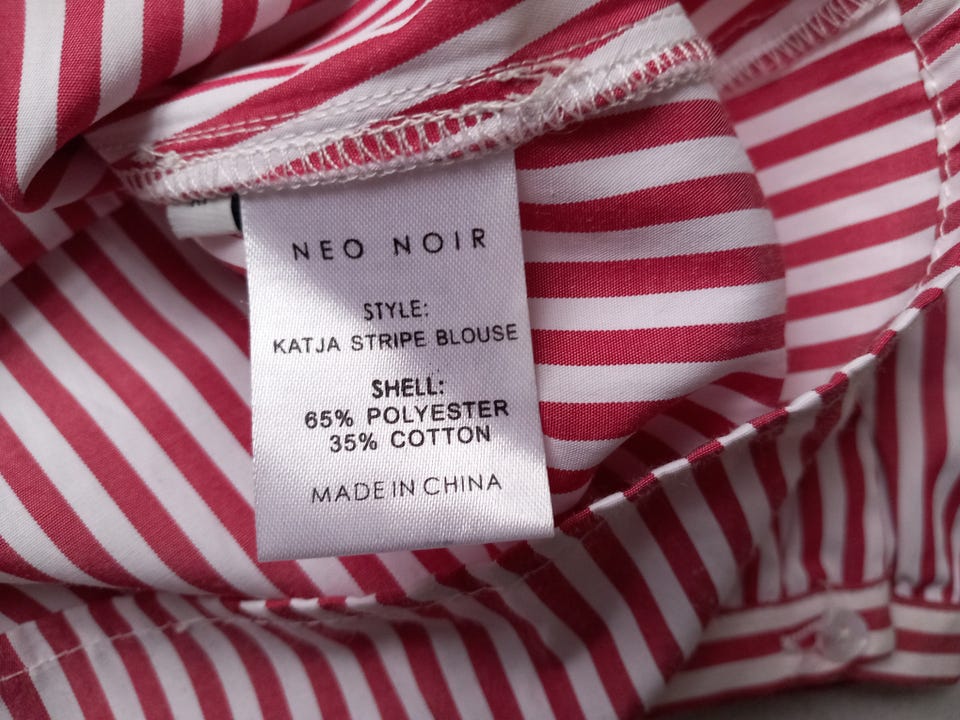 NEO NOIR
STYLE:
KATJA STRIPE BLOUSE
SHELL:
65% POLYESTER
35% COTTON
MADE IN CHINA